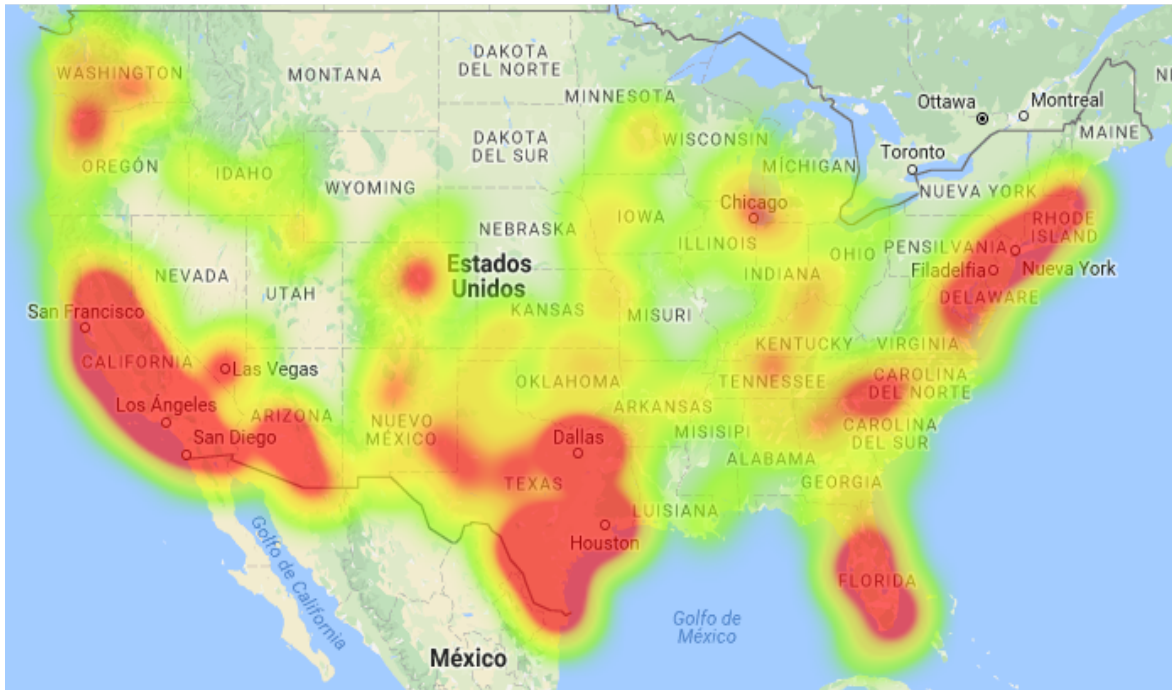 DAKOTA
DEL NORTE
WASHINGTON
MONTANA
MINNESOTA
Ottawa
Montreal
NI
MAINE
DAKOTA
DEL SUR
WISCONSIN
MÍCHIGAN
Toronto
OREGÓN
IDAHO
WYOMING
NUEVA YORK
Chicago
IOWA
NEBRASKA
RHODE
ISLAND
ILLINOIS
OHIO
PENSILVANIA
Estados
Unidos
NEVADA
UTAH
INDIANA
Filadelfia
Nueva York
DELAWARE
San Francisco
KANSAS
MISURI
KENTUCKY
VIRGINIA
CALIFORNIA
Las Vegas
OKLAHOMA
TENNESSEE
CAROLINA
DEL NORTE
Los Ángeles
ARIZONA
NUEVO
MÉXICO
ARKANSAS
San Diego
Dallas
MISISIPI
CAROLINA
DEL SUR
ALABAMA
TEXAS
GEORGIA
LUISIANA
Houston
Golfo de California
FLORIDA
Golfo de
México
México